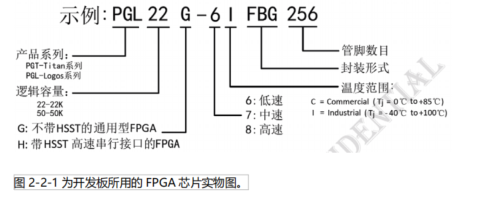 示例: PGL 22 G - 6 I FBG 256
产品系列:
PGT-Titan系列
PGL-Logos系列
逻辑容量:
22-22K
50-50K
G: 不带HSST的通用型FPGA
H: 带HSST 高速串行接口的FPGA
6: 低速
7: 中速
8: 高速
管脚数目
封装形式
温度范围:
C = Commercial (Tj = 0℃ to +85℃)
I = Industrial (Tj = -40℃ to +100℃)
IDENTIAL
图 2-2-1 为开发板所用的 FPGA 芯片实物图。